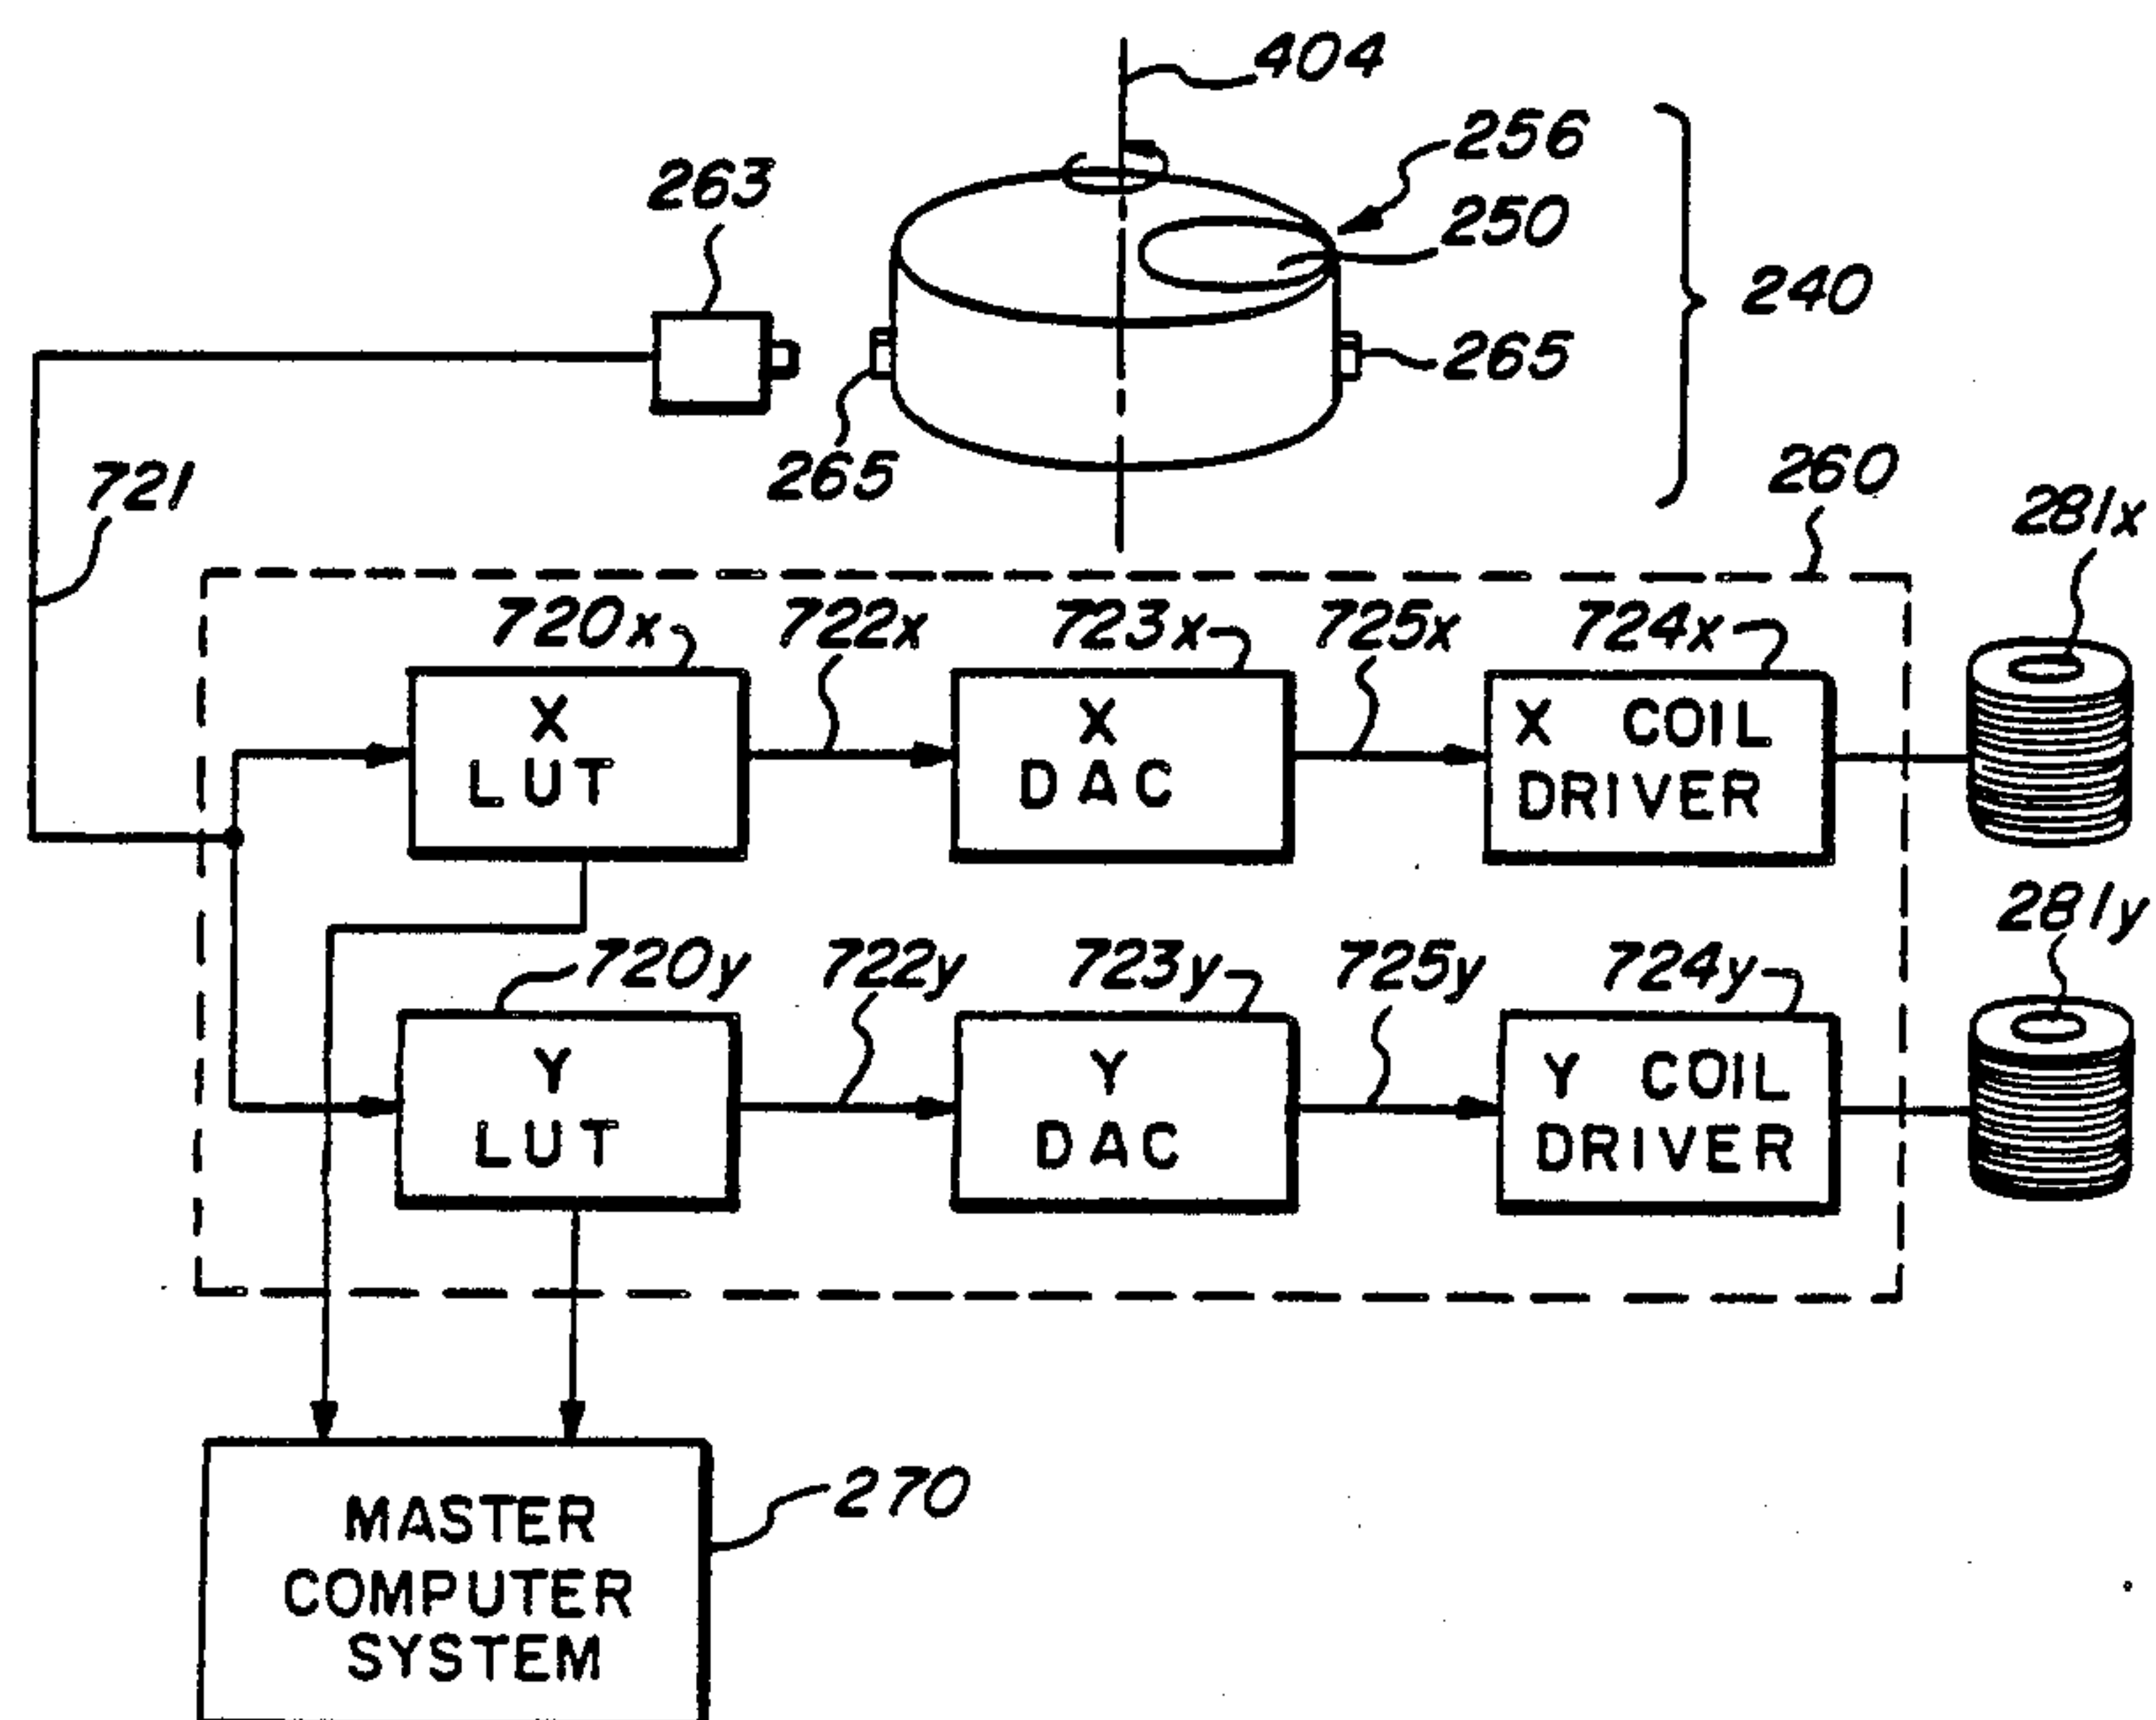 404
256
263
250
240
265
265
260
721
281x
720x
722x
723x
725x
724x
X
LUT
X
DAC
X COIL
DRIVER
281y
720y
722y
723y
725y
724y
Y
LUT
Y
DAC
Y COIL
DRIVER
270
MASTER
COMPUTER
SYSTEM